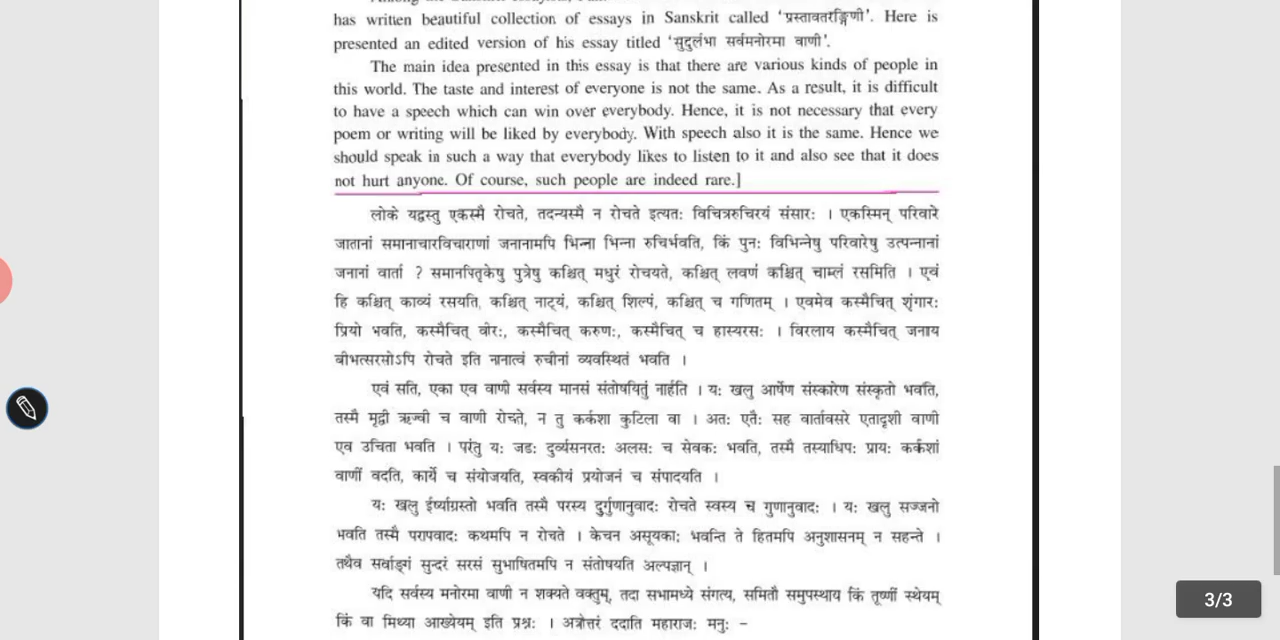 has written beautiful collection of essays in Sanskrit called ‘प्रस्तावतरङ्गिणी’. Here is
presented an edited version of his essay titled ‘सुदुर्लभा सर्वमनोरमा वाणी’.
The main idea presented in this essay is that there are various kinds of people in
this world. The taste and interest of everyone is not the same. As a result, it is difficult
to have a speech which can win over everybody. Hence, it is not necessary that every
poem or writing will be liked by everybody. With speech also it is the same. Hence we
should speak in such a way that everybody likes to listen to it and also see that it does
not hurt anyone. Of course, such people are indeed rare.]
लोके यद्वस्तु एकस्मै रोचते, तदन्यस्मै न रोचते इत्यतः विचित्ररुचिरयं संसारः । एकस्मिन् परिवारे
जातानां समानाचारविचाराणां जनानामपि भिन्ना भिन्ना रुचिर्भवति, किं पुनः विभिन्नेषु परिवारेषु उत्पन्नानां
जनानां वार्ता ? समानपितृकेषु पुत्रेषु कश्चित् मधुरं रोचयते, कश्चित् लवणं कश्चित् चाम्लं रसमिति । एवं
हि कश्चित् काव्यं रसयति, कश्चित् नाट्यं, कश्चित् शिल्पं, कश्चित् च गणितम् । एवमेव कस्मैचित् शृंगारः
प्रियो भवति, कस्मैचित् वीरः, कस्मैचित् करुणः, कस्मैचित् च हास्यरसः । विरलाय कस्मैचित् जनाय
बीभत्सरसोऽपि रोचते इति नानात्वं रुचीनां व्यवस्थितं भवति ।
एवं सति, एका एव वाणी सर्वस्य मानसं संतोषयितुं नार्हति । यः खलु आर्षेण संस्कारेण संस्कृतो भवति,
तस्मै मृद्वी ऋज्वी च वाणी रोचते, न तु कर्कशा कुटिला वा । अतः एतैः सह वार्तावसरे एतादृशी वाणी
एव उचिता भवति । परंतु यः जडः दुर्व्यसनरतः अलसः च सेवकः भवति, तस्मै तस्याधिपः प्रायः कर्कशां
वाणीं वदति, कार्ये च संयोजयति, स्वकीयं प्रयोजनं च संपादयति ।
यः खलु ईर्ष्याग्रस्तो भवति तस्मै परस्य दुर्गुणानुवादः रोचते स्वस्य च गुणानुवादः । यः खलु सज्जनो
भवति तस्मै परापवादः कथमपि न रोचते । केचन असूयकाः भवन्ति ते हितमपि अनुशासनम् न सहन्ते ।
तथैव सर्वाङ्गं सुन्दरं सरसं सुभाषितमपि न संतोषयति अल्पज्ञान् ।
यदि सर्वस्य मनोरमा वाणी न शक्यते वक्तुम्, तदा सभामध्ये संगत्य, समितौ समुपस्थाय किं तूष्णीं स्थेयम्
किं वा मिथ्या आख्येयम् इति प्रश्नः । अत्रोत्तरं ददाति महाराजः मनुः –
3/3